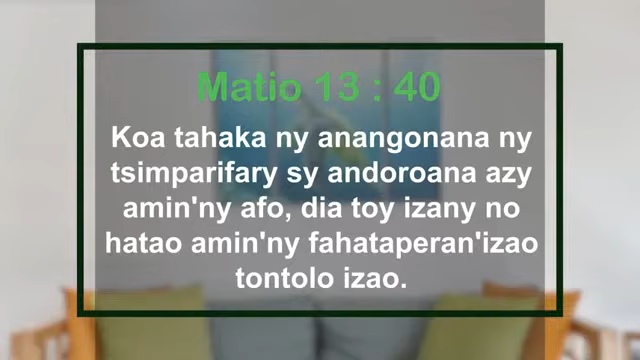 Matio 13 : 40
Koa tahaka ny anangonana ny
tsimparifary sy andoroana azy
amin'ny afo, dia toy izany no
hatao amin'ny fahataperan'izao
tontolo izao.